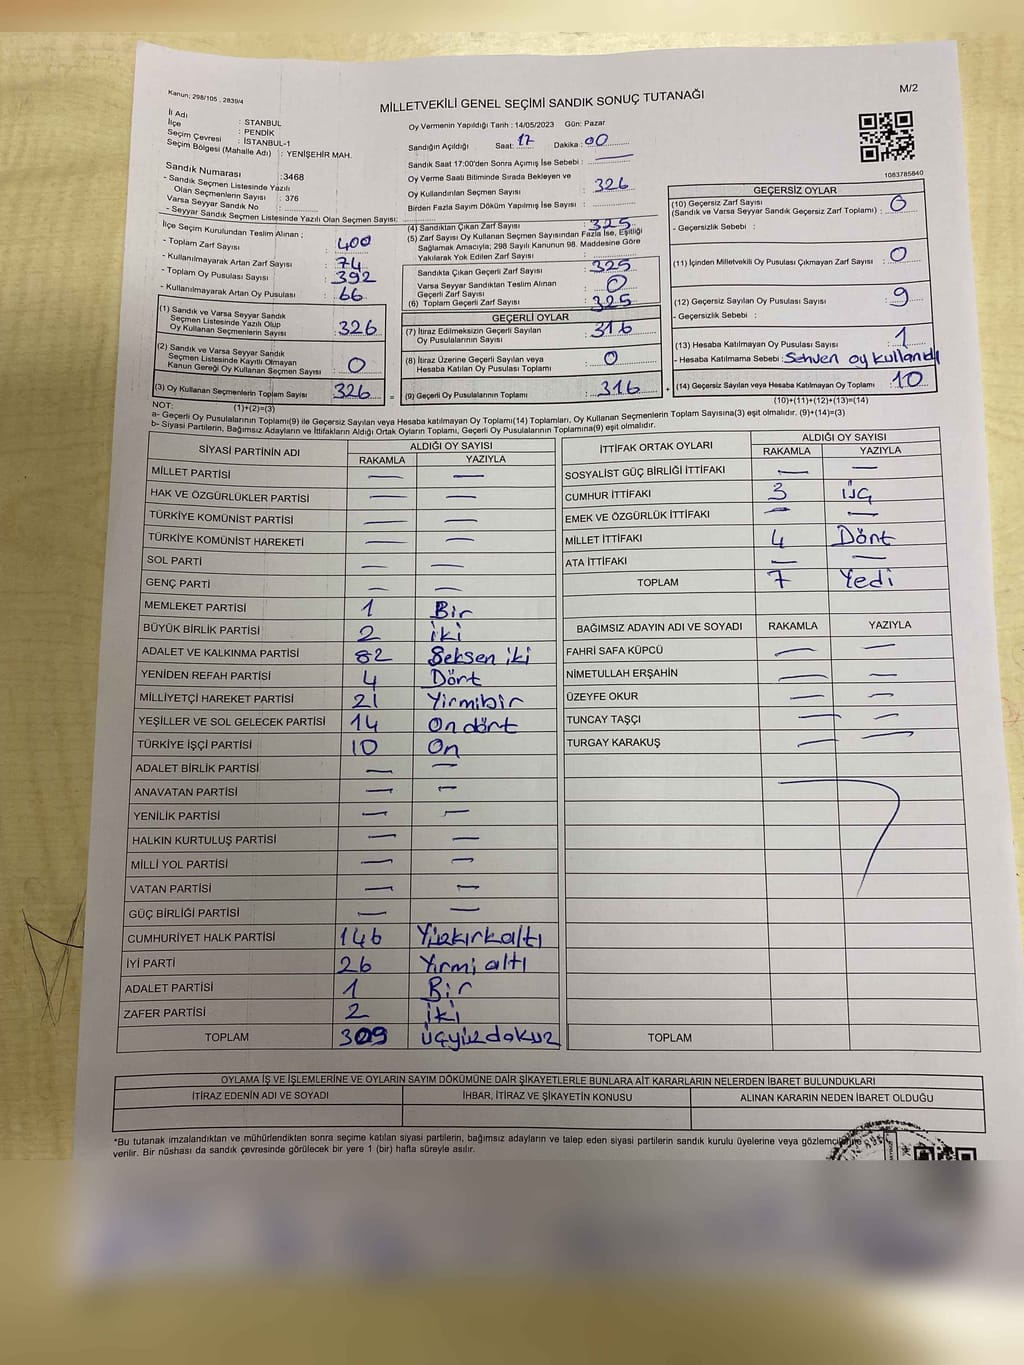 Kanun; 298/105 , 2839/4
MİLLETVEKİLİ GENEL SEÇİMİ SANDIK SONUÇ TUTANAĞI
M/2
İl Adı : STANBUL
İlçe : PENDİK
Seçim Çevresi : İSTANBUL-1
Seçim Bölgesi (Mahalle Adı) : YENİŞEHİR MAH.
Sandık Numarası : 3468
- Sandık Seçmen Listesinde Yazılı
Olan Seçmenlerin Sayısı : 376
Varsa Seyyar Sandık No :
- Seyyar Sandık Seçmen Listesinde Yazılı Olan Seçmen Sayısı:
Oy Vermenin Yapıldığı Tarih : 14/05/2023 Gün: Pazar
Sandığın Açıldığı Saat: 17 Dakika : 00
Sandık Saat 17:00'den Sonra Açılmış İse Sebebi : —
Oy Verme Saati Bitiminde Sırada Bekleyen ve
Oy Kullandırılan Seçmen Sayısı : 326
Birden Fazla Sayım Döküm Yapılmış İse Sayısı :
1083785840
İlçe Seçim Kurulundan Teslim Alınan ;
- Toplam Zarf Sayısı : 400
- Kullanılmayarak Artan Zarf Sayısı : 74
- Toplam Oy Pusulası Sayısı : 392
- Kullanılmayarak Artan Oy Pusulası : 66
(1) Sandık ve Varsa Seyyar Sandık
Seçmen Listesinde Yazılı Olup
Oy Kullanan Seçmenlerin Sayısı : 326
(2) Sandık ve Varsa Seyyar Sandık
Seçmen Listesinde Kayıtlı Olmayan
Kanun Gereği Oy Kullanan Seçmen Sayısı : 0
(3) Oy Kullanan Seçmenlerin Toplam Sayısı : 326
(1)+(2)=(3)
(4) Sandıktan Çıkan Zarf Sayısı : 325
(5) Zarf Sayısı Oy Kullanan Seçmen Sayısından Fazla İse, Eşitliği
Sağlamak Amacıyla; 298 Sayılı Kanunun 98. Maddesine Göre
Yakılarak Yok Edilen Zarf Sayısı :
Sandıkta Çıkan Geçerli Zarf Sayısı : 325
Varsa Seyyar Sandıktan Teslim Alınan
Geçerli Zarf Sayısı : 0
(6) Toplam Geçerli Zarf Sayısı : 325
GEÇERLİ OYLAR
(7) İtiraz Edilmeksizin Geçerli Sayılan
Oy Pusulalarının Sayısı : 316
(8) İtiraz Üzerine Geçerli Sayılan veya
Hesaba Katılan Oy Pusulası Toplamı : 0
= (9) Geçerli Oy Pusulalarının Toplamı : 316 +
GEÇERSİZ OYLAR
(10) Geçersiz Zarf Sayısı
(Sandık ve Varsa Seyyar Sandık Geçersiz Zarf Toplamı) : 0
- Geçersizlik Sebebi :
(11) İçinden Milletvekili Oy Pusulası Çıkmayan Zarf Sayısı : 0
(12) Geçersiz Sayılan Oy Pusulası Sayısı : 9
- Geçersizlik Sebebi :
(13) Hesaba Katılmayan Oy Pusulası Sayısı : 1
- Hesaba Katılmama Sebebi : Sehven oy kullandı
(14) Geçersiz Sayılan veya Hesaba Katılmayan Oy Toplamı : 10
(10)+(11)+(12)+(13)=(14)
NOT:
a- Geçerli Oy Pusulalarının Toplamı(9) ile Geçersiz Sayılan veya Hesaba katılmayan Oy Toplamı(14) Toplamları, Oy Kullanan Seçmenlerin Toplam Sayısına(3) eşit olmalıdır. (9)+(14)=(3)
b- Siyasi Partilerin, Bağımsız Adayların ve İttifakların Aldığı Ortak Oyların Toplamı, Geçerli Oy Pusulalarının Toplamına(9) eşit olmalıdır.
SİYASİ PARTİNİN ADI ALDIĞI OY SAYISI
RAKAMLA YAZIYLA
MİLLET PARTİSİ — —
HAK VE ÖZGÜRLÜKLER PARTİSİ — —
TÜRKİYE KOMÜNİST PARTİSİ — —
TÜRKİYE KOMÜNİST HAREKETİ — —
SOL PARTİ — —
GENÇ PARTİ — —
MEMLEKET PARTİSİ 1 Bir
BÜYÜK BİRLİK PARTİSİ 2 iki
ADALET VE KALKINMA PARTİSİ 82 Seksen iki
YENİDEN REFAH PARTİSİ 4 Dört
MİLLİYETÇİ HAREKET PARTİSİ 21 Yirmibir
YEŞİLLER VE SOL GELECEK PARTİSİ 14 On dört
TÜRKİYE İŞÇİ PARTİSİ 10 On
ADALET BİRLİK PARTİSİ — —
ANAVATAN PARTİSİ — —
YENİLİK PARTİSİ — —
HALKIN KURTULUŞ PARTİSİ — —
MİLLİ YOL PARTİSİ — —
VATAN PARTİSİ — —
GÜÇ BİRLİĞİ PARTİSİ — —
CUMHURİYET HALK PARTİSİ 146 Yüzkırkaltı
İYİ PARTİ 26 Yırmi altı
ADALET PARTİSİ 1 Bir
ZAFER PARTİSİ 2 iki
TOPLAM 309 üçyüzdokuz
İTTİFAK ORTAK OYLARI ALDIĞI OY SAYISI
RAKAMLA YAZIYLA
SOSYALİST GÜÇ BİRLİĞİ İTTİFAKI — —
CUMHUR İTTİFAKI 3 üç
EMEK VE ÖZGÜRLÜK İTTİFAKI — —
MİLLET İTTİFAKI 4 Dört
ATA İTTİFAKI — —
TOPLAM 7 Yedi
BAĞIMSIZ ADAYIN ADI VE SOYADI RAKAMLA YAZIYLA
FAHRİ SAFA KÜPCÜ — —
NİMETULLAH ERŞAHİN — —
ÜZEYFE OKUR — —
TUNCAY TAŞÇI — —
TURGAY KARAKUŞ — —
TOPLAM
OYLAMA İŞ VE İŞLEMLERİNE VE OYLARIN SAYIM DÖKÜMÜNE DAİR ŞİKAYETLERLE BUNLARA AİT KARARLARIN NELERDEN İBARET BULUNDUKLARI
İTİRAZ EDENİN ADI VE SOYADI İHBAR, İTİRAZ VE ŞİKAYETİN KONUSU ALINAN KARARIN NEDEN İBARET OLDUĞU
*Bu tutanak imzalandıktan ve mühürlendikten sonra seçime katılan siyasi partilerin, bağımsız adayların ve talep eden siyasi partilerin sandık kurulu üyelerine veya gözlemcilerine
verilir. Bir nüshası da sandık çevresinde görülecek bir yere 1 (bir) hafta süreyle asılır.